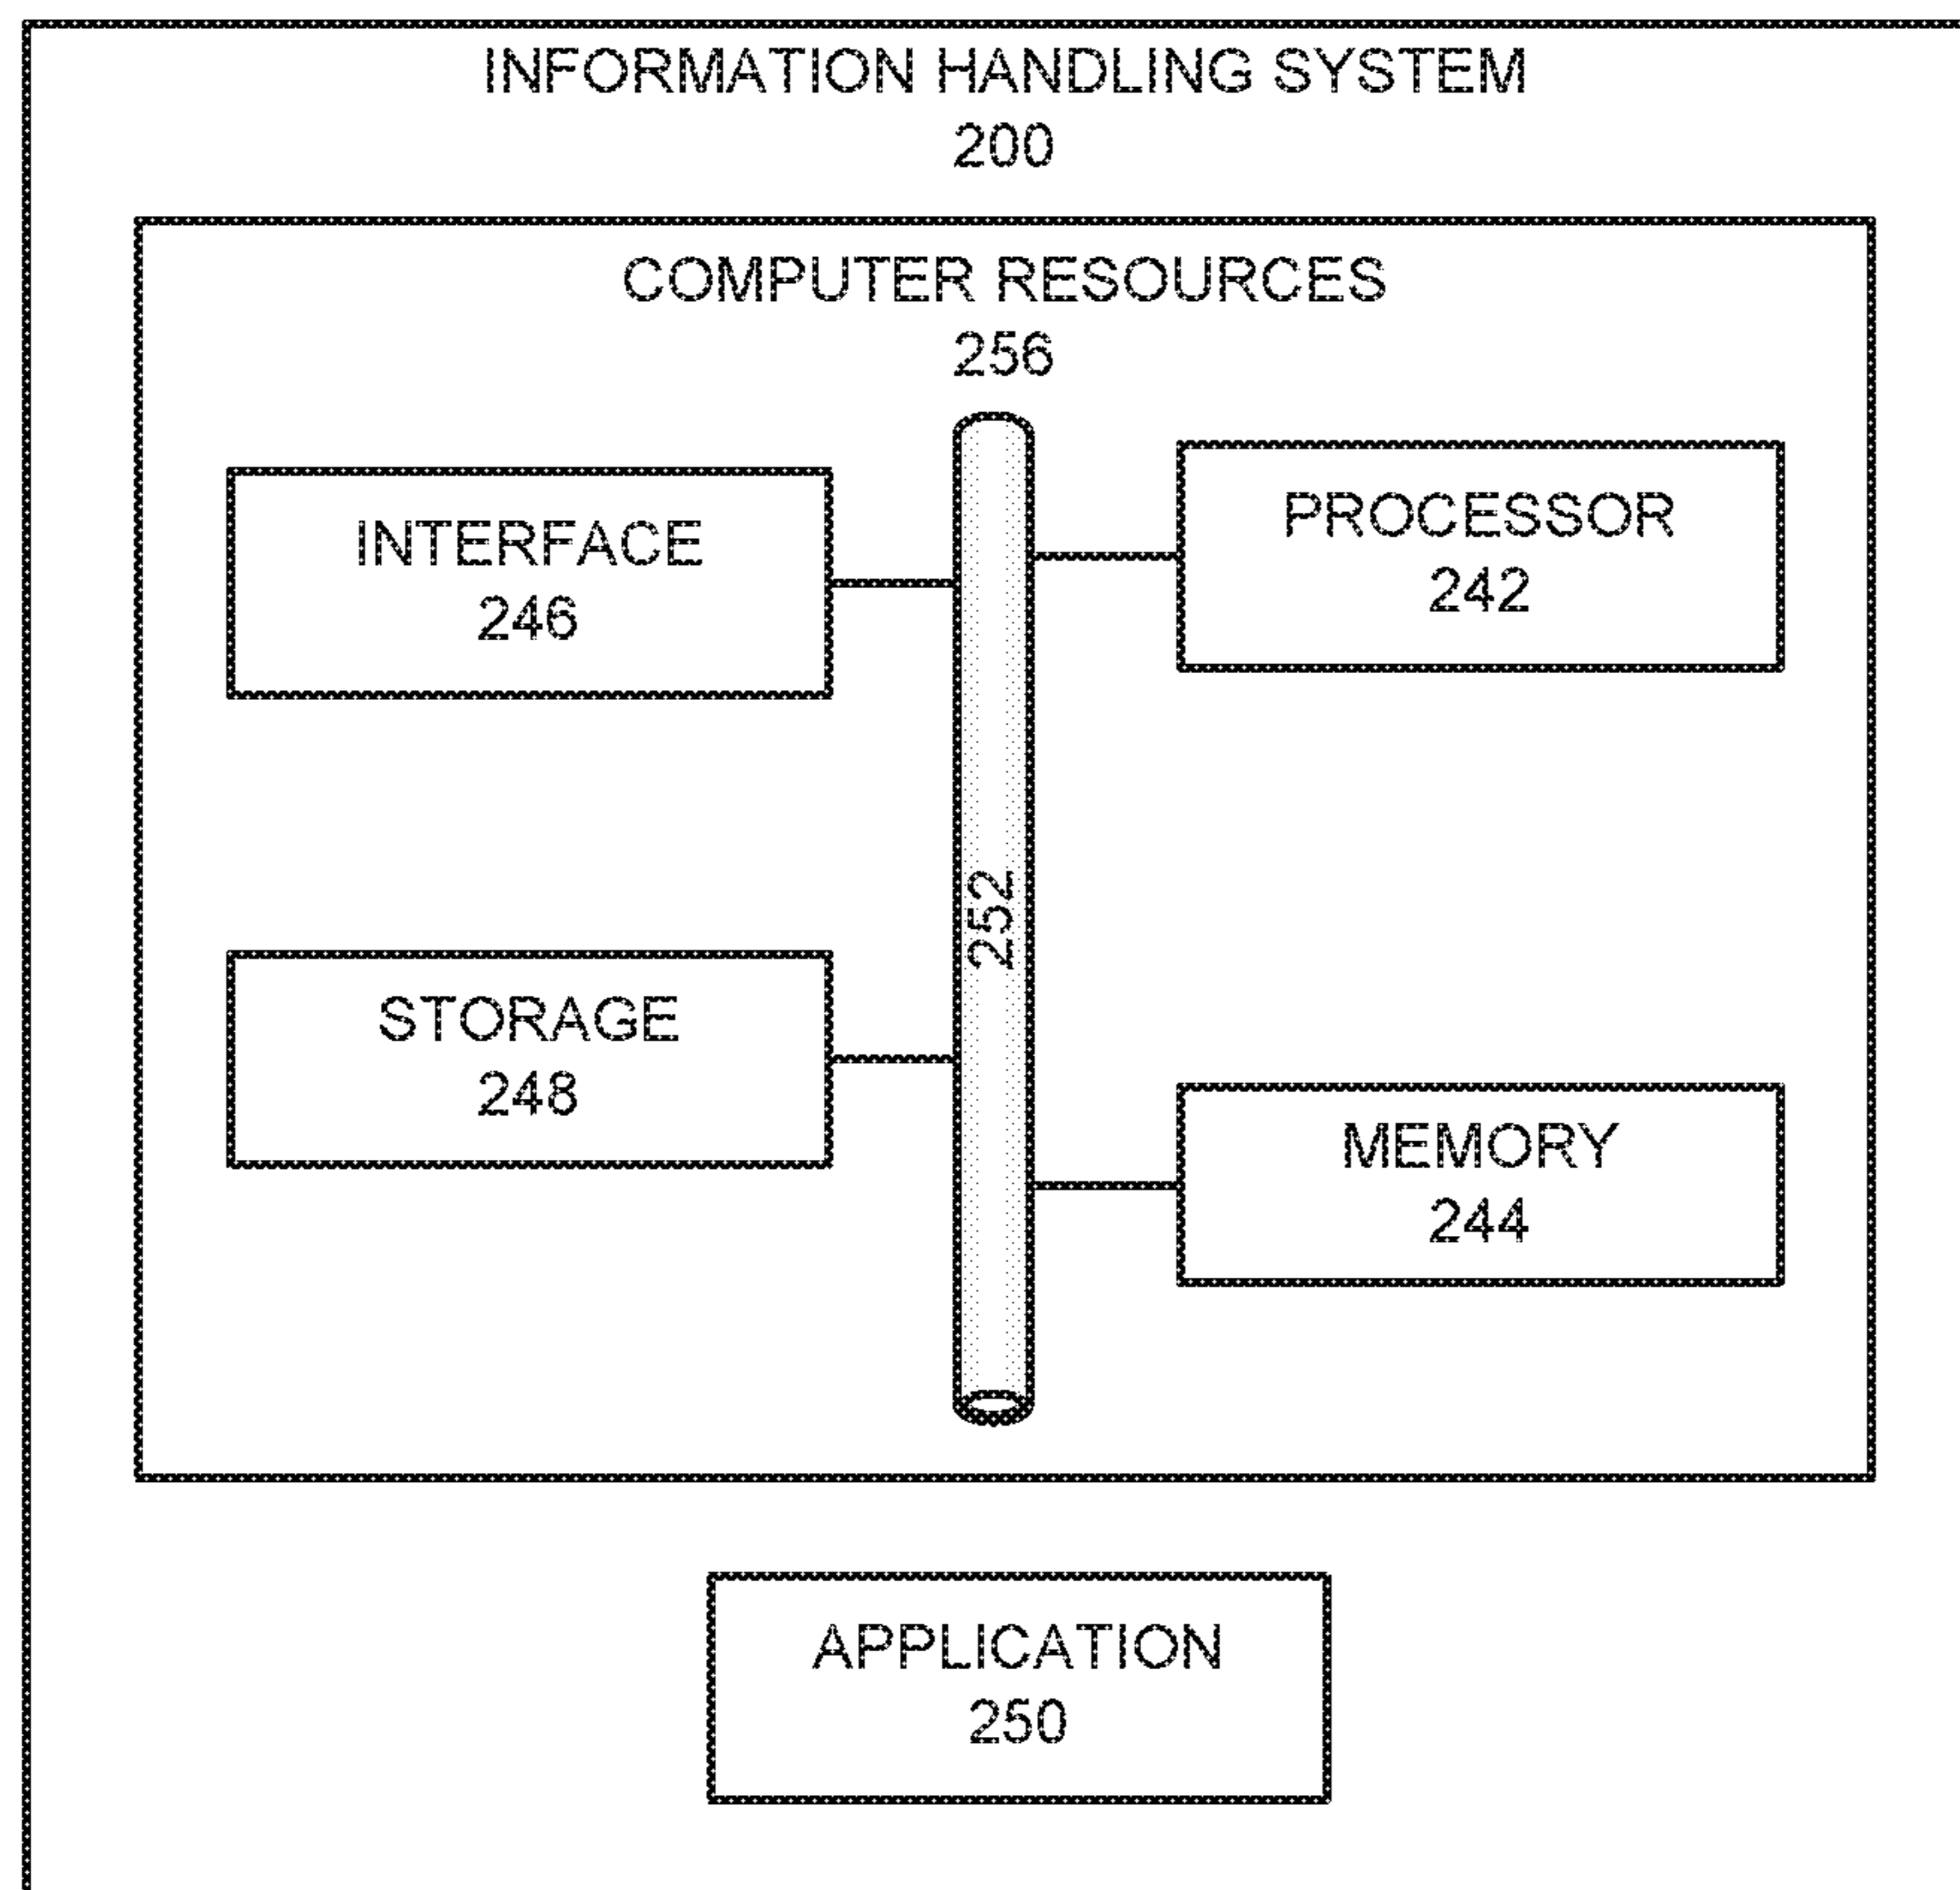 INFORMATION HANDLING SYSTEM
200
COMPUTER RESOURCES
256
INTERFACE
246
PROCESSOR
242
252
STORAGE
248
MEMORY
244
APPLICATION
250